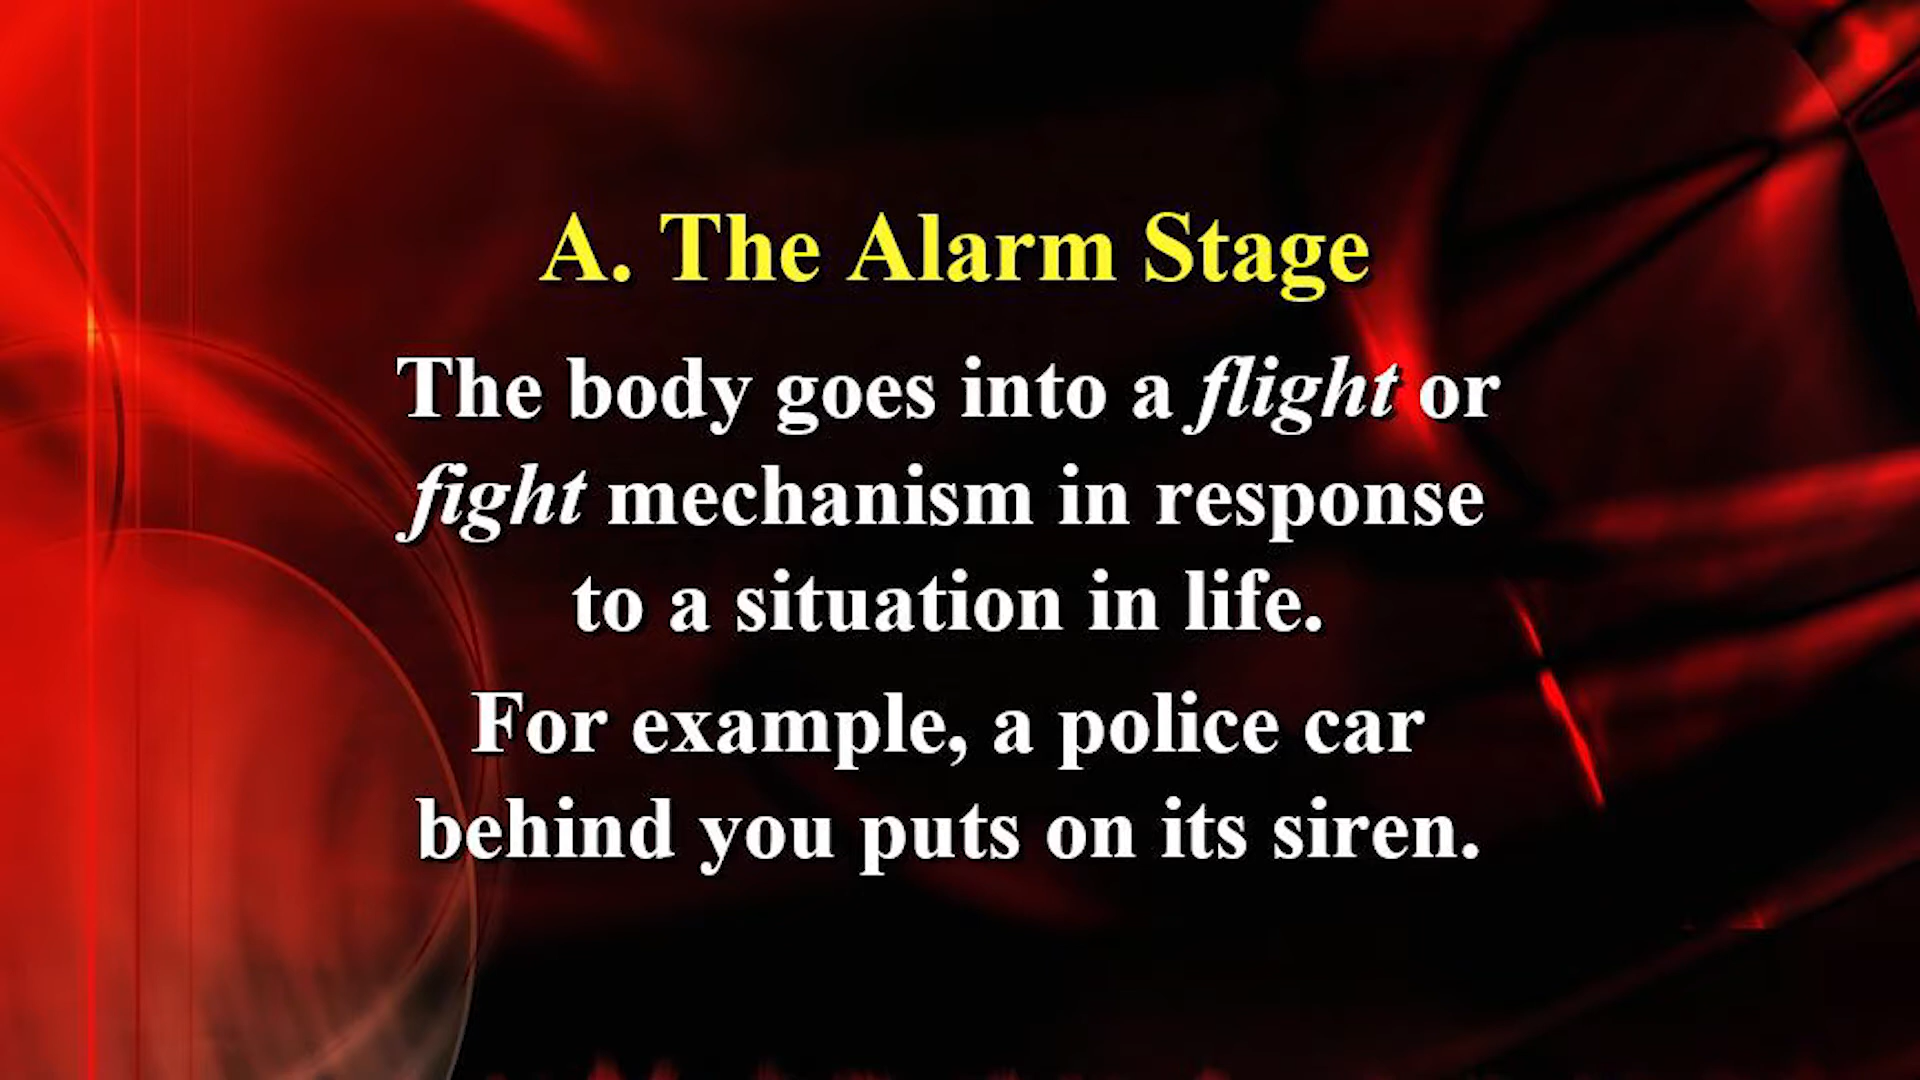 A. The Alarm Stage
The body goes into a flight or
fight mechanism in response
to a situation in life.
For example, a police car
behind you puts on its siren.